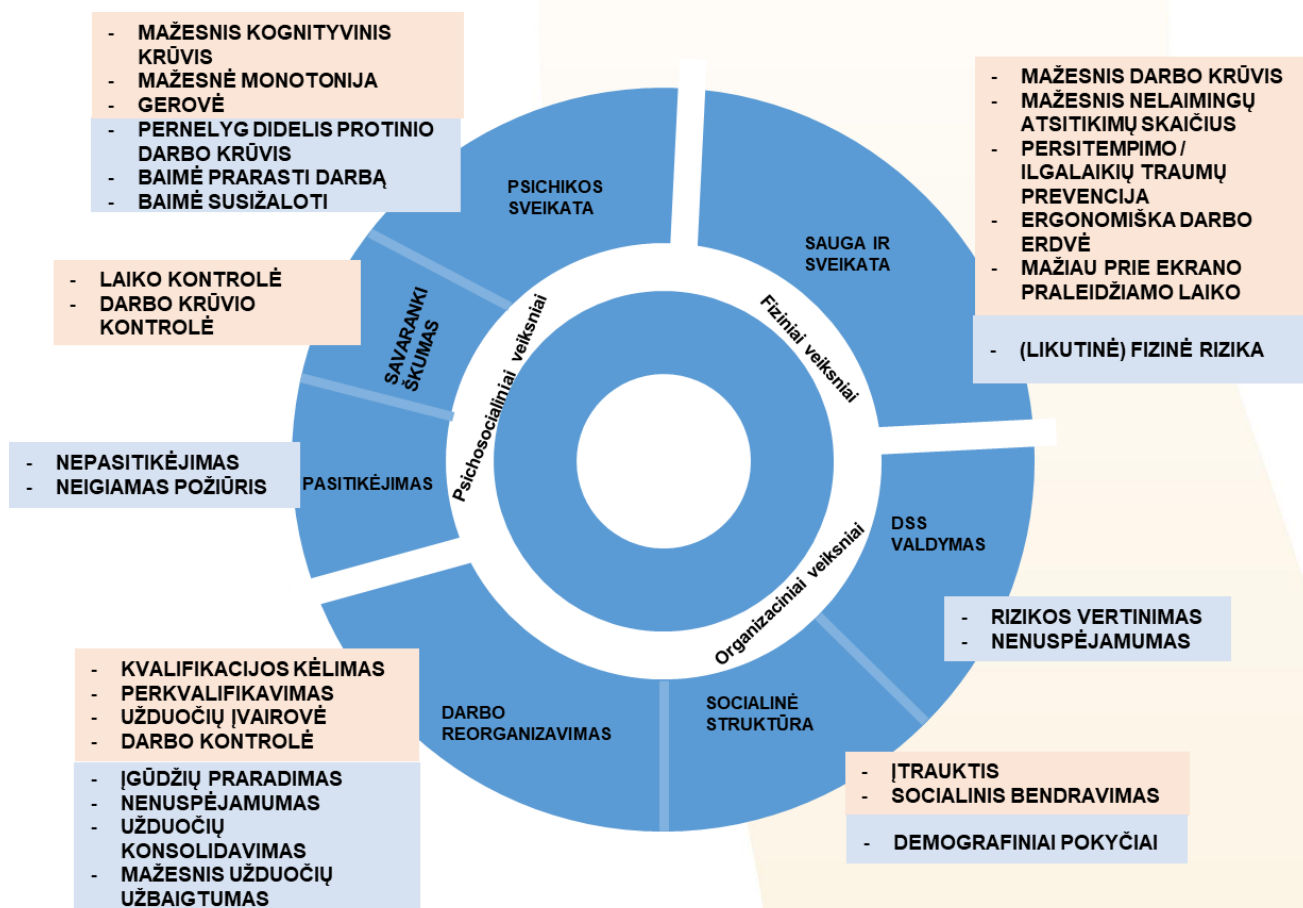 - MAŽESNIS KOGNITYVINIS
KRŪVIS
- MAŽESNĖ MONOTONIJA
- GEROVĖ
- PERNELYG DIDELIS PROTINIO
DARBO KRŪVIS
- BAIMĖ PRARASTI DARBĄ
- BAIMĖ SUSIŽALOTI
PSICHIKOS
SVEIKATA
- LAIKO KONTROLĖ
- DARBO KRŪVIO
KONTROLĖ
SAVARANKI
ŠKUMAS
- NEPASITIKĖJIMAS
- NEIGIAMAS POŽIŪRIS
PASITIKĖJIMAS
Psichosocialiniai veiksniai
- MAŽESNIS DARBO KRŪVIS
- MAŽESNIS NELAIMINGŲ
ATSITIKIMŲ SKAIČIUS
- PERSITEMPIMO /
ILGALAIKIŲ TRAUMŲ
PREVENCIJA
- ERGONOMIŠKA DARBO
ERDVĖ
- MAŽIAU PRIE EKRANO
PRALEIDŽIAMO LAIKO
- (LIKUTINĖ) FIZINĖ RIZIKA
SAUGA IR
SVEIKATA
Fiziniai veiksniai
DSS
VALDYMAS
- RIZIKOS VERTINIMAS
- NENUSPĖJAMUMAS
Organizaciniai veiksniai
SOCIALINĖ
STRUKTŪRA
- ĮTRAUKTIS
- SOCIALINIS BENDRAVIMAS
- DEMOGRAFINIAI POKYČIAI
DARBO
REORGANIZAVIMAS
- KVALIFIKACIJOS KĖLIMAS
- PERKVALIFIKAVIMAS
- UŽDUOČIŲ ĮVAIROVĖ
- DARBO KONTROLĖ
- ĮGŪDŽIŲ PRARADIMAS
- NENUSPĖJAMUMAS
- UŽDUOČIŲ
KONSOLIDAVIMAS
- MAŽESNIS UŽDUOČIŲ
UŽBAIGTUMAS